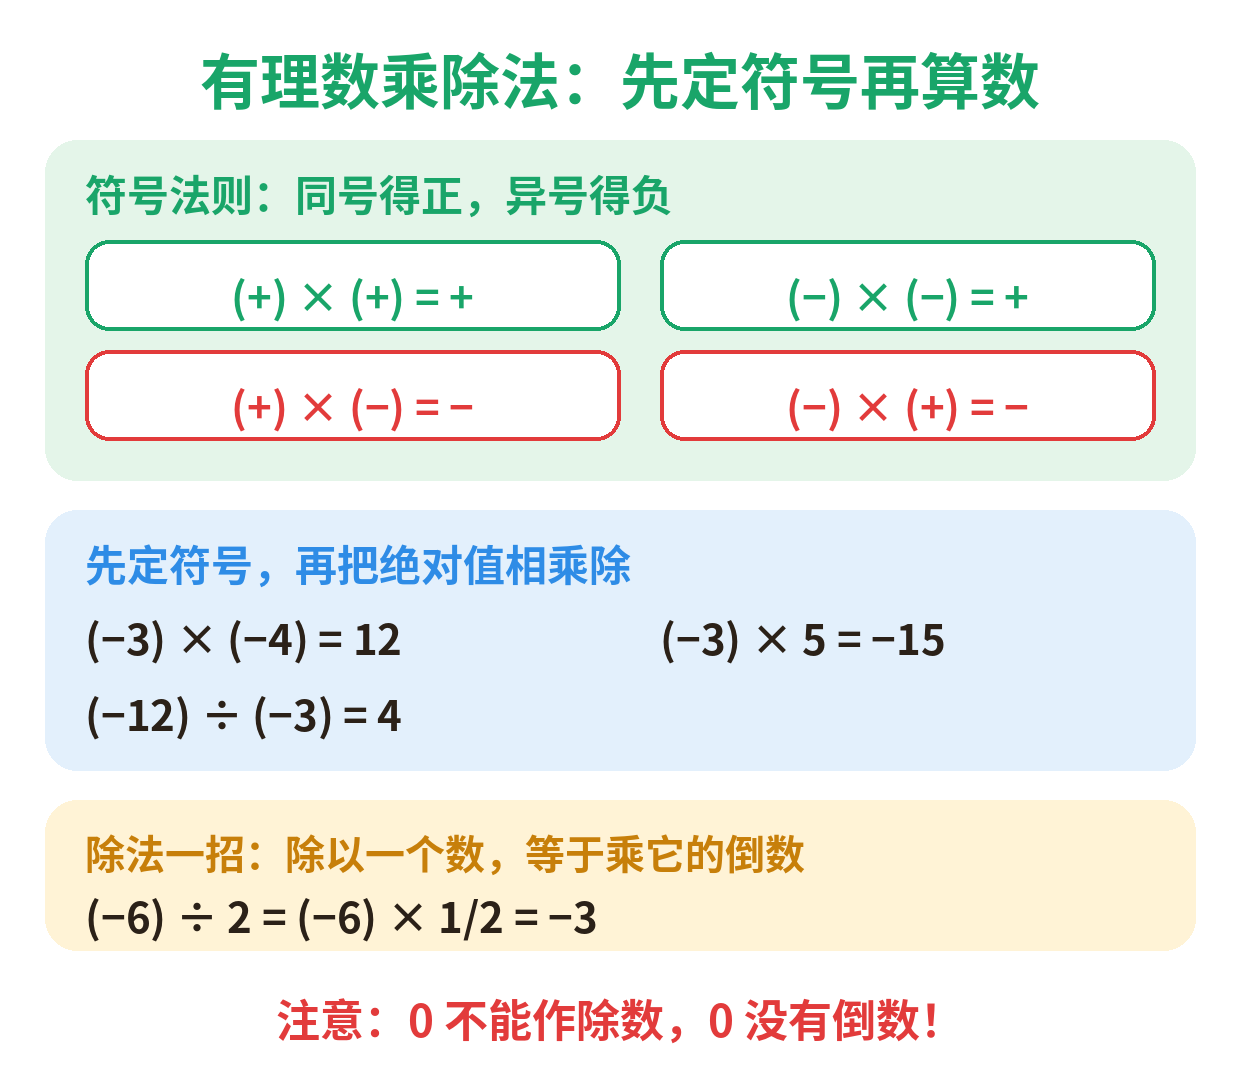 有理数乘除法：先定符号再算数
符号法则：同号得正，异号得负
(+) × (+) = +
(−) × (−) = +
(+) × (−) = −
(−) × (+) = −
先定符号，再把绝对值相乘除
(−3) × (−4) = 12
(−3) × 5 = −15
(−12) ÷ (−3) = 4
除法一招：除以一个数，等于乘它的倒数
(−6) ÷ 2 = (−6) × 1/2 = −3
注意：0 不能作除数，0 没有倒数！